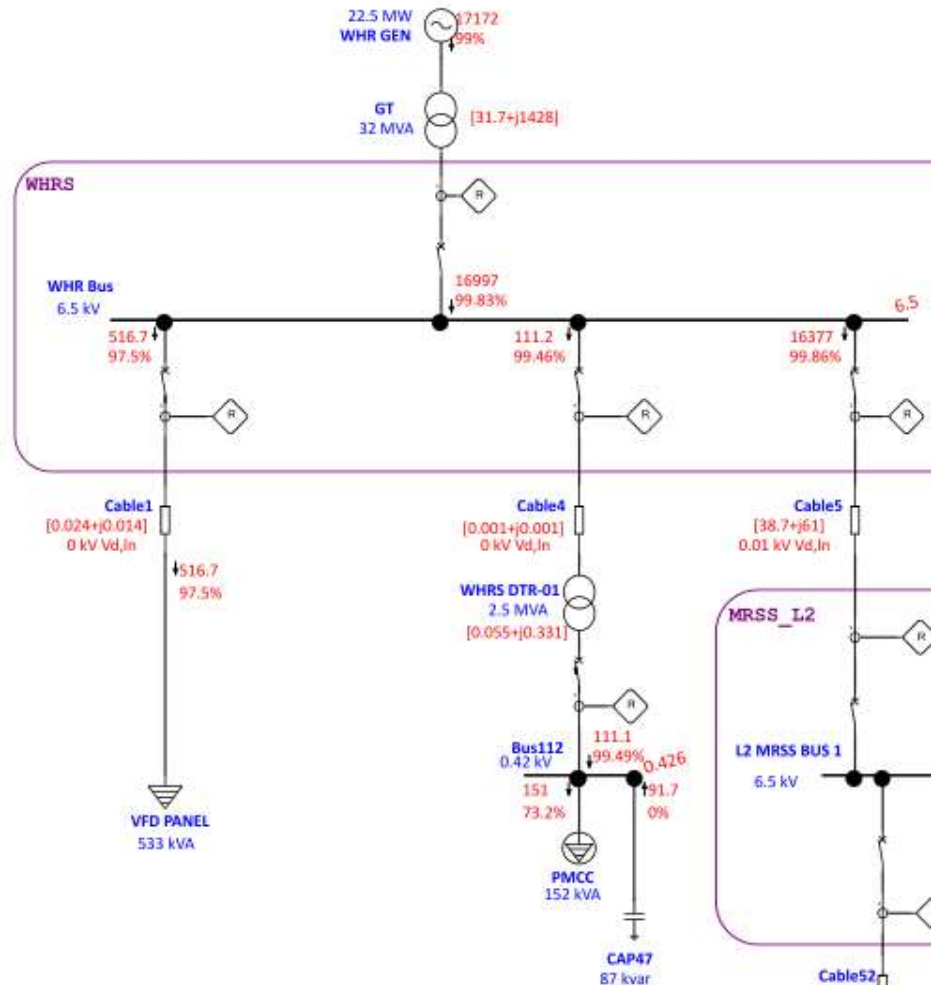 22.5 MW
WHR GEN
17172
99%
GT
32 MVA
[31.7+j1428]
WHRS
R
WHR Bus
6.5 kV
16997
99.83%
6.5
516.7
97.5%
111.2
99.46%
16377
99.86%
R
R
R
Cable1
[0.024+j0.014]
0 kV Vd,ln
Cable4
[0.001+j0.001]
0 kV Vd,ln
Cable5
[38.7+j61]
0.01 kV Vd,ln
516.7
97.5%
WHRS DTR-01
2.5 MVA
[0.055+j0.331]
MRSS_L2
R
R
Bus112
0.42 kV
111.1
99.49%
0.426
L2 MRSS BUS 1
6.5 kV
151
73.2%
91.7
0%
VFD PANEL
533 kVA
PMCC
152 kVA
CAP47
87 kvar
Cable52